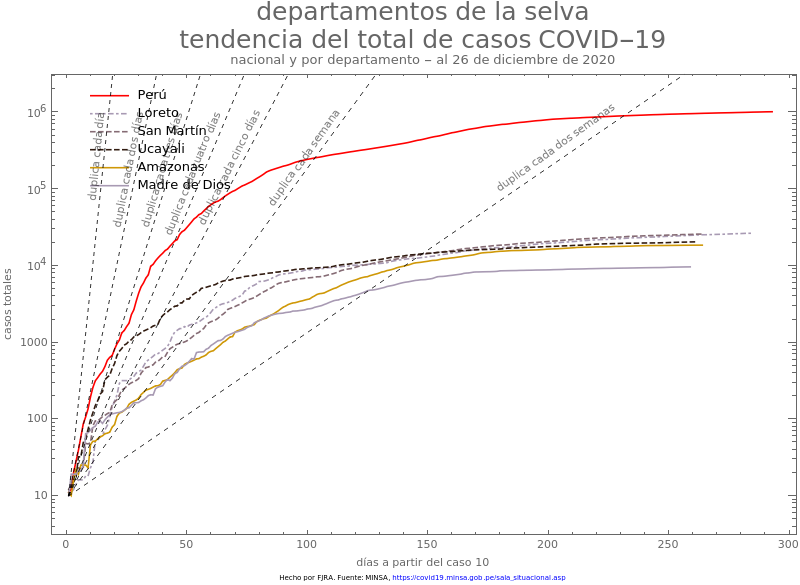 departamentos de la selva
tendencia del total de casos COVID−19
nacional y por departamento − al 26 de diciembre de 2020
Perú
Loreto
San Martín
Ucayali
Amazonas
Madre de Dios
duplica cada día
duplica cada dos días
duplica cada tres días
duplica cada cuatro días
duplica cada cinco días
duplica cada semana
duplica cada dos semanas
casos totales
10⁶
10⁵
10⁴
1000
100
10
0 50 100 150 200 250 300
días a partir del caso 10
Hecho por FJRA. Fuente: MINSA, https://covid19.minsa.gob.pe/sala_situacional.asp